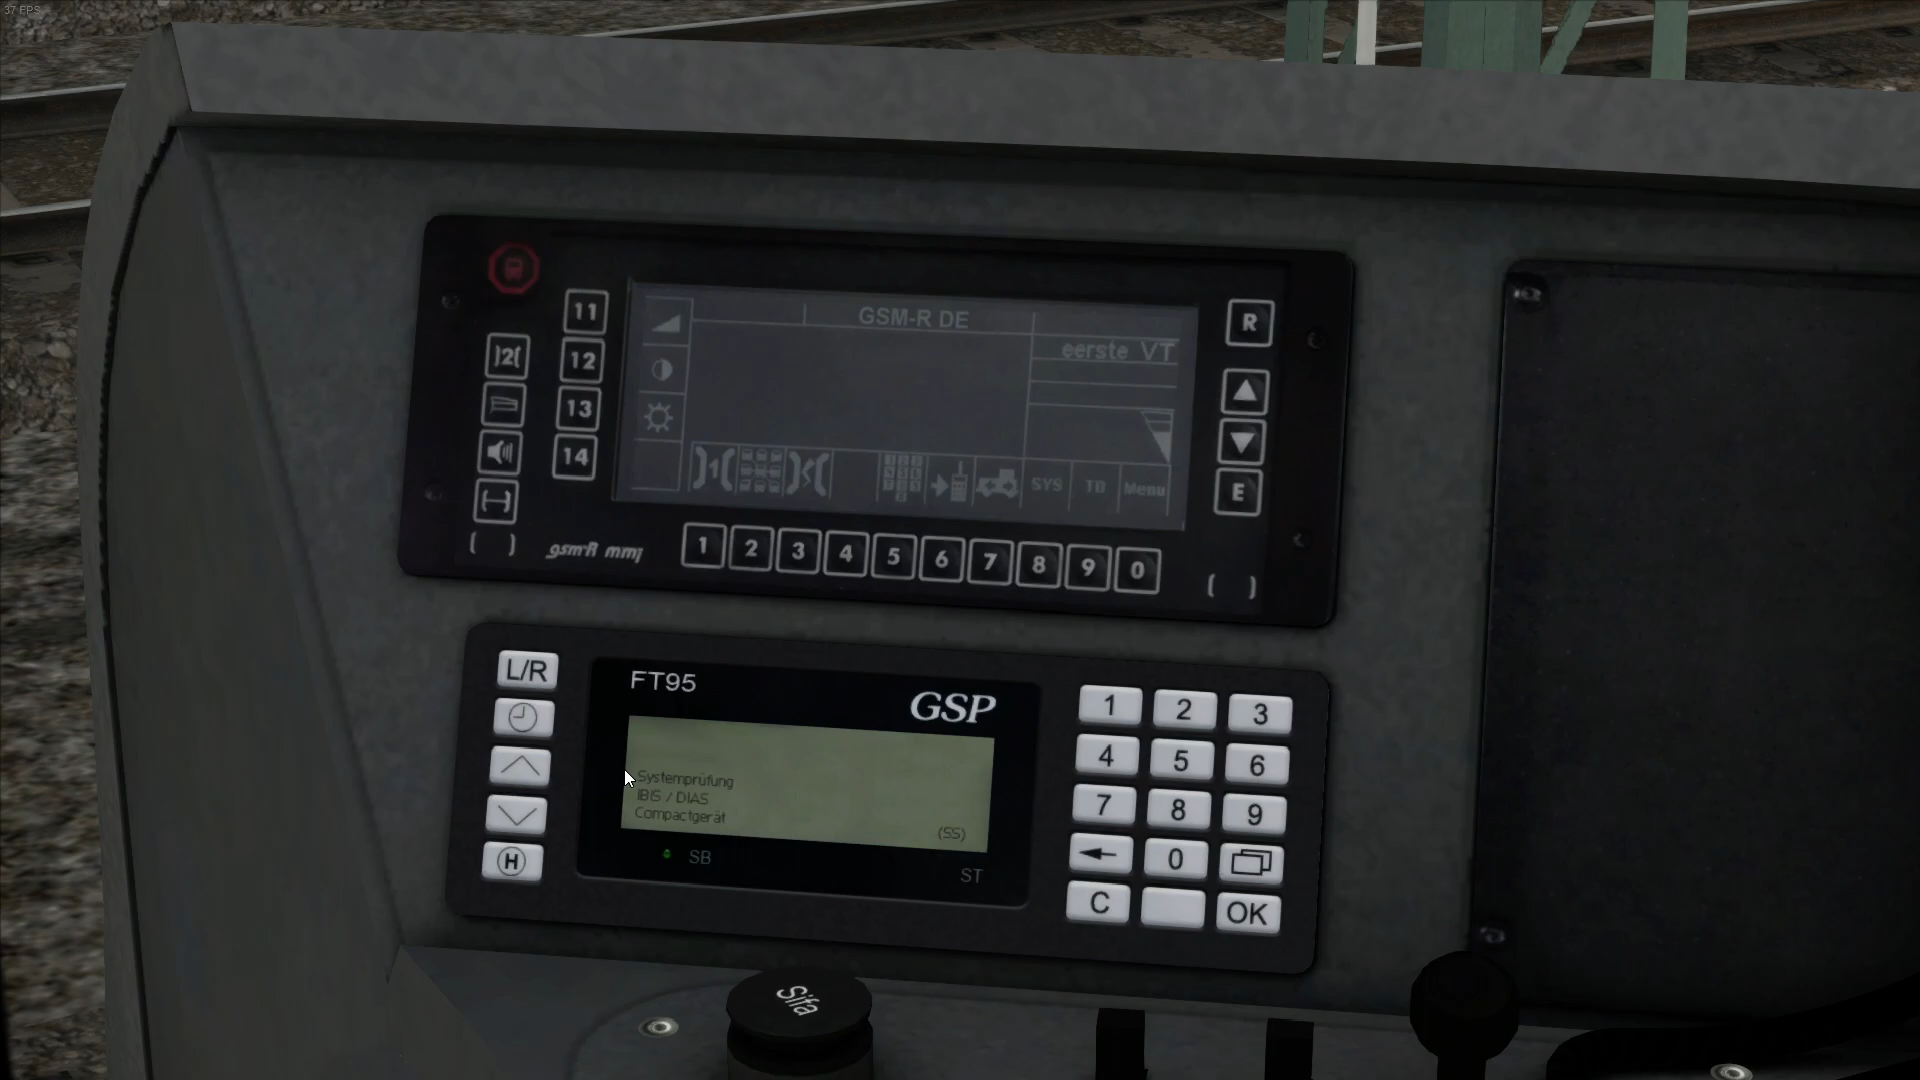 37 FPS
11
12
13
14
)2(
GSM-R DE
eerste VT
)1(
SYS
TD
Menu
R
E
gsm-R mmi
1
2
3
4
5
6
7
8
9
0
L/R
H
FT95
GSP
Systemprüfung
IBIS / DIAS
Compactgerät
(SS)
SB
ST
1 2 3
4 5 6
7 8 9
0
C OK
Sifa